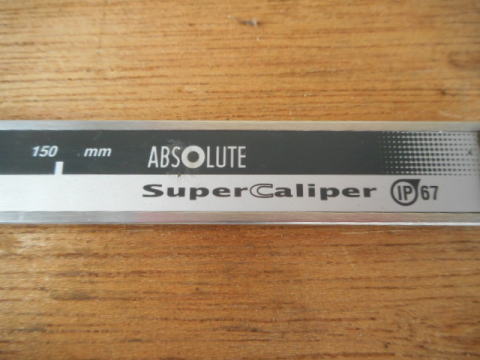 150 mm ABSOLUTE
SuperCaliper IP67